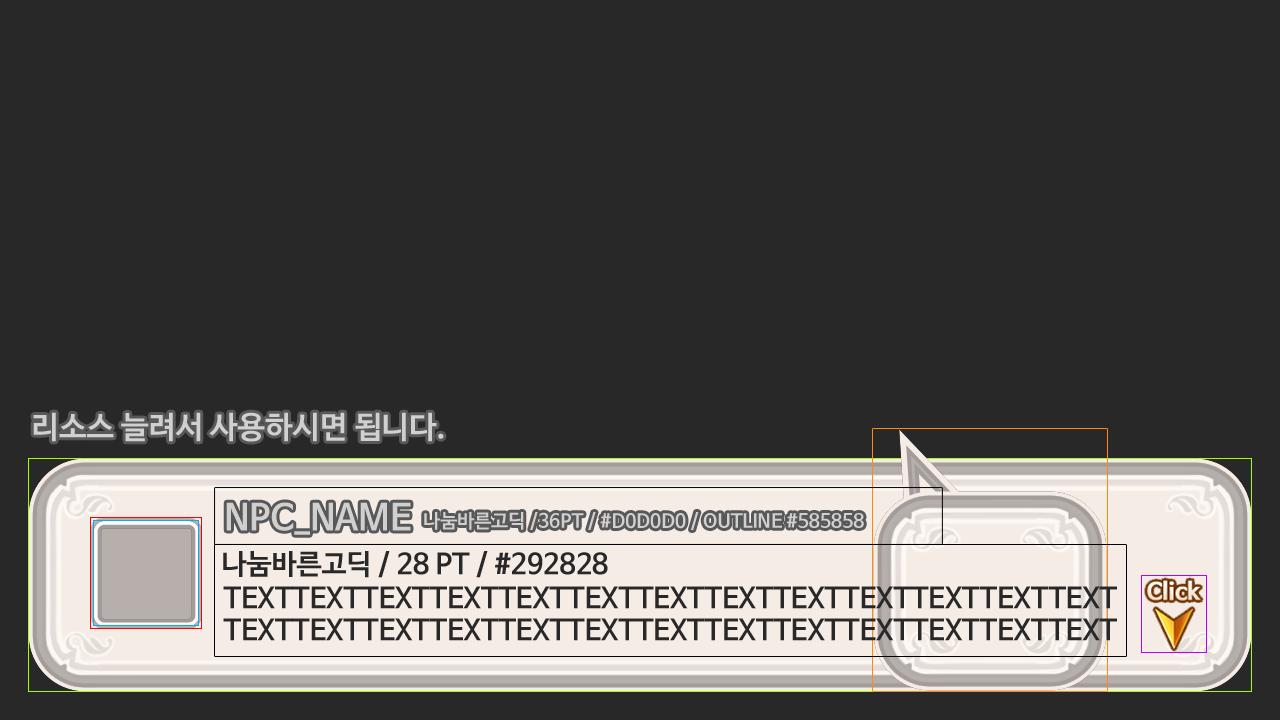 리소스 늘려서 사용하시면 됩니다.
NPC_NAME 나눔바른고딕 /36PT / #D0D0D0 / OUTLINE #585858
나눔바른고딕 / 28 PT / #292828
TEXTTEXTTEXTTEXTTEXTTEXTTEXTTEXTTEXTTEXTTEXTTEXTTEXT
TEXTTEXTTEXTTEXTTEXTTEXTTEXTTEXTTEXTTEXTTEXTTEXTTEXT
Click